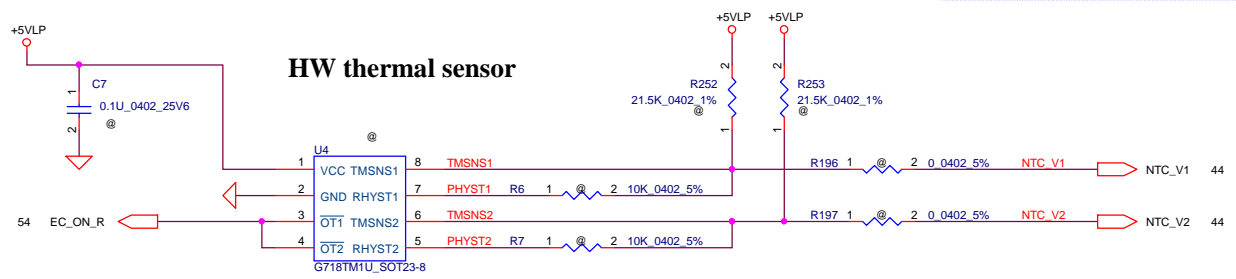 +5VLP
+5VLP +5VLP
HW thermal sensor
C7
1
0.1U_0402_25V6
2
@
2 2
R252 R253
21.5K_0402_1% 21.5K_0402_1%
@ @
1 1
@
U4
1 VCC TMSNS1 8 TMSNS1 R196 1 @ 2 0_0402_5% NTC_V1 NTC_V1 44
2 GND RHYST1 7 PHYST1 R6 1 @ 2 10K_0402_5%
54 EC_ON_R 3 OT1 TMSNS2 6 TMSNS2 R197 1 @ 2 0_0402_5% NTC_V2 NTC_V2 44
4 OT2 RHYST2 5 PHYST2 R7 1 @ 2 10K_0402_5%
G718TM1U_SOT23-8